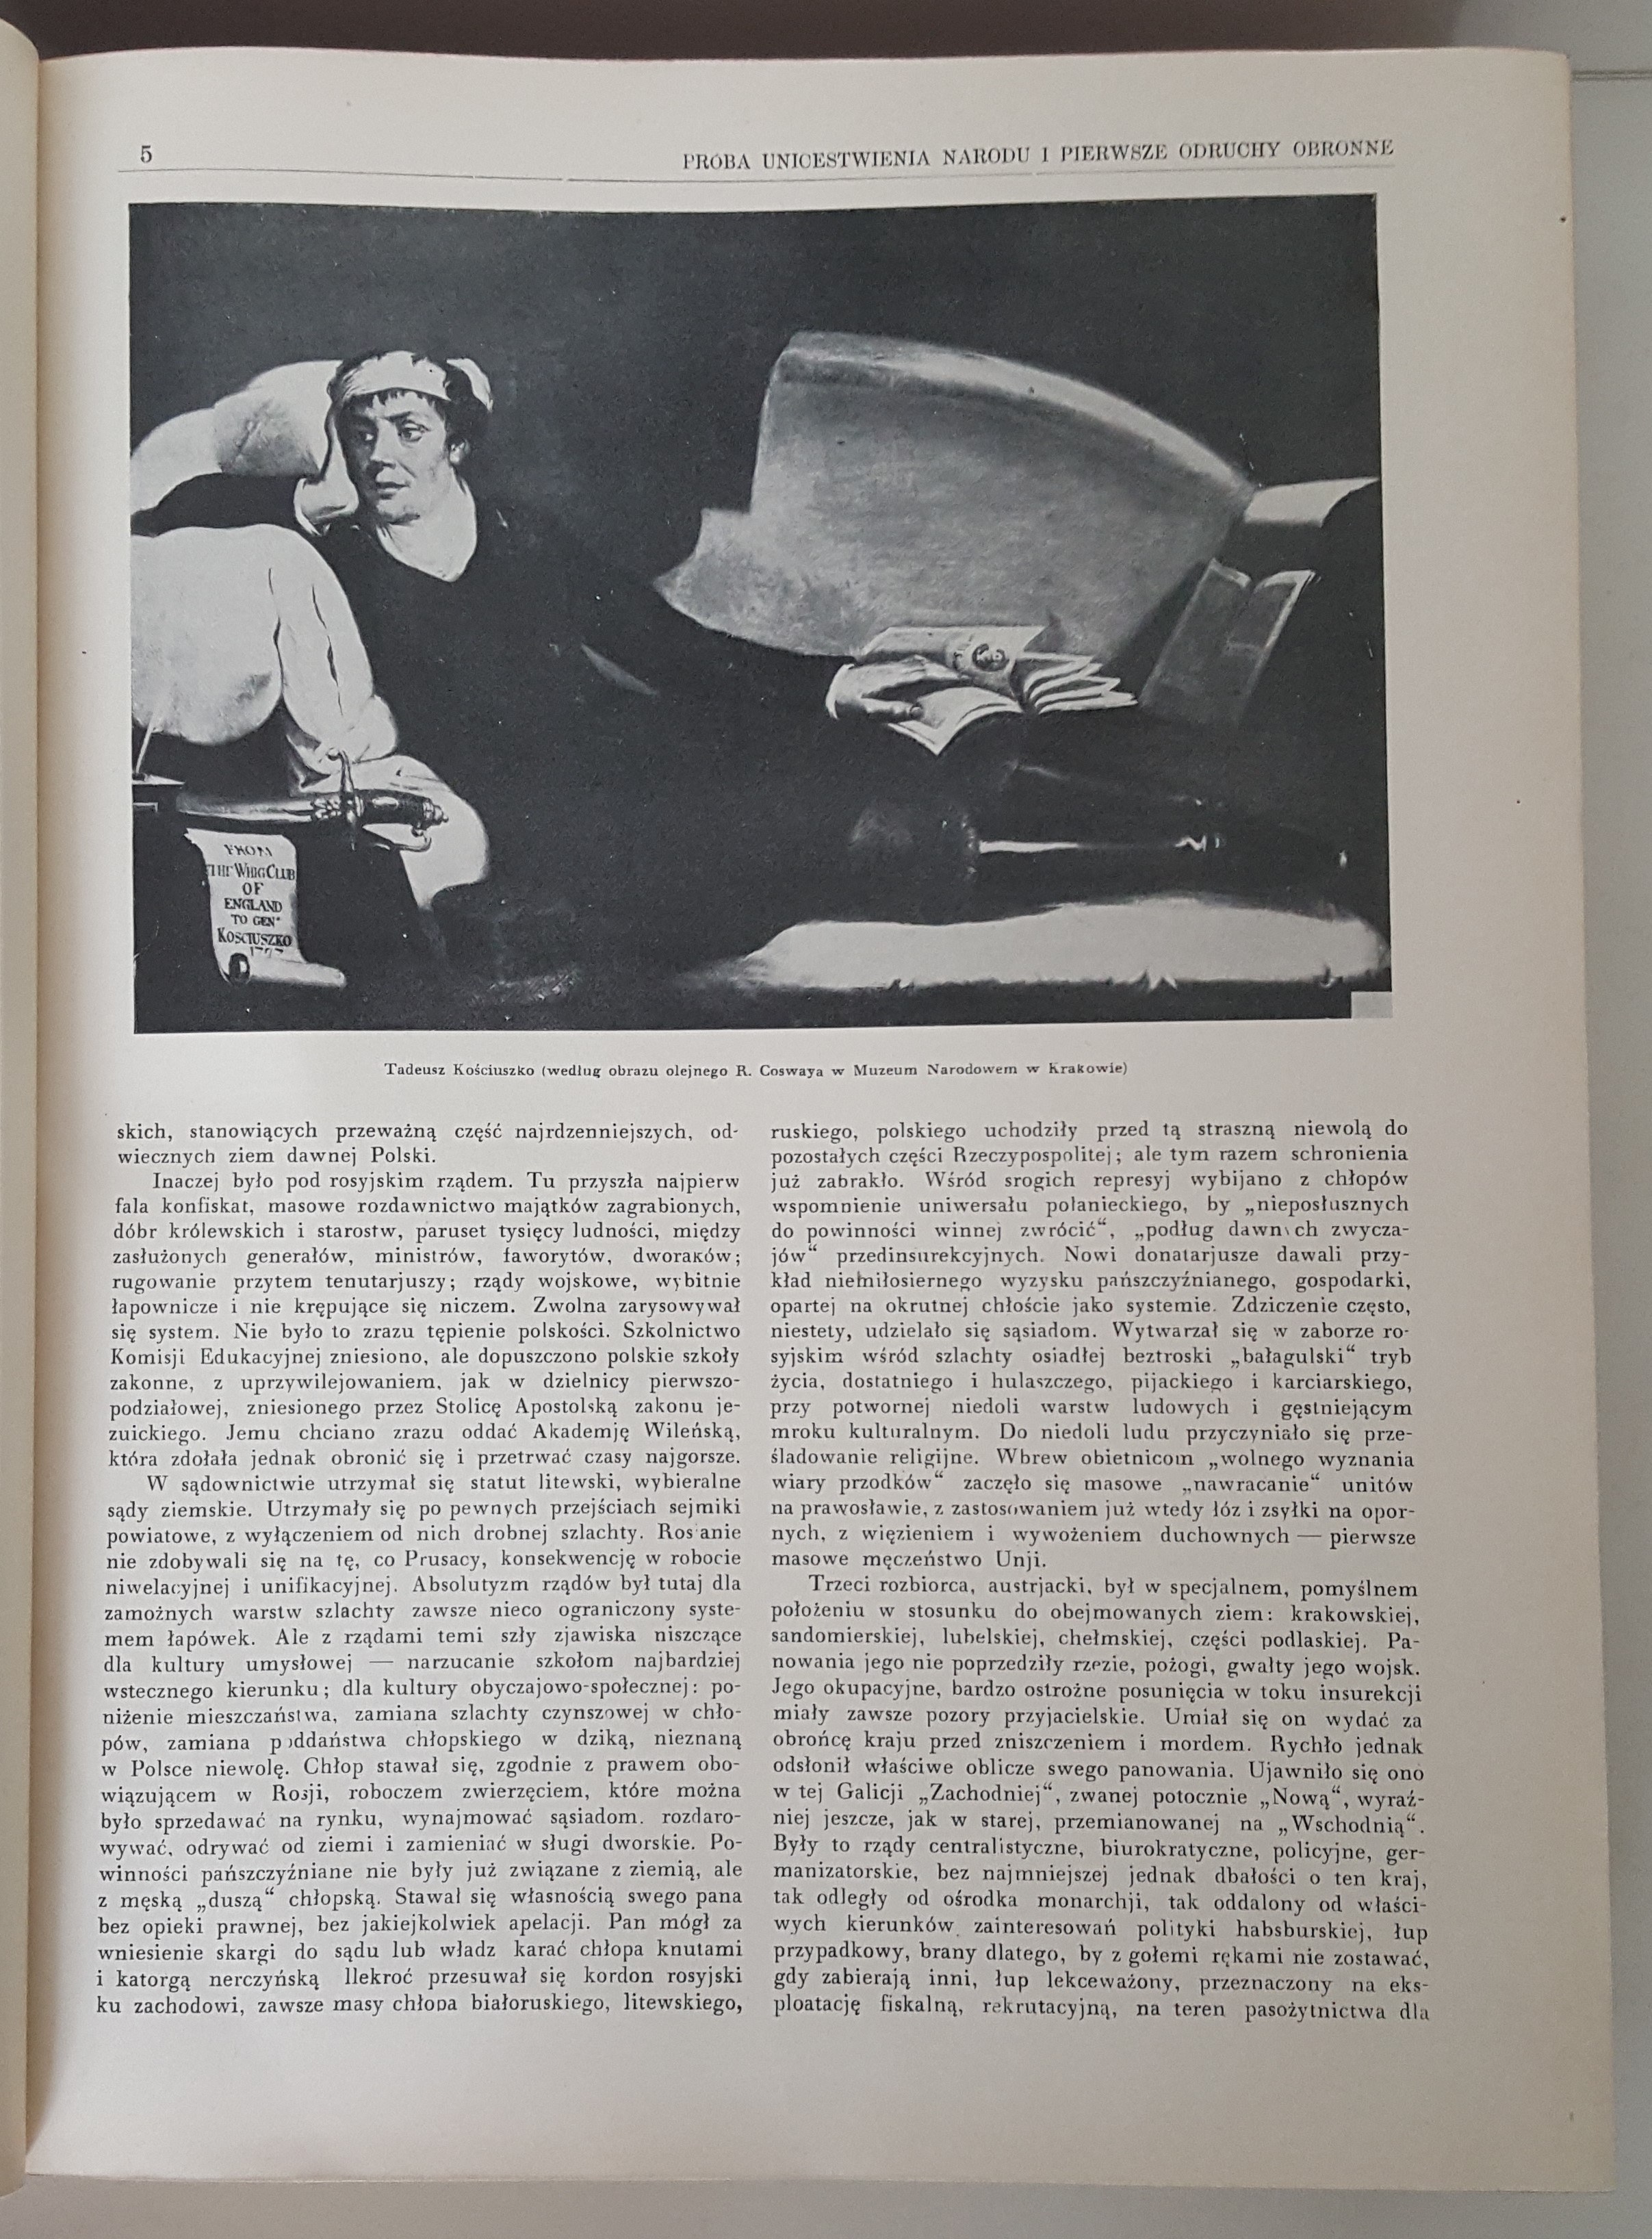 5
PRÓBA UNICESTWIENIA NARODU I PIERWSZE ODRUCHY OBRONNE
FROM
THE WHIG CLUB
OF
ENGLAND
TO GEN
KOSCIUSZKO
1797
Tadeusz Kościuszko (według obrazu olejnego R. Coswaya w Muzeum Narodowem w Krakowie)
skich, stanowiących przeważną część najrdzenniejszych, od-
wiecznych ziem dawnej Polski.
Inaczej było pod rosyjskim rządem. Tu przyszła najpierw
fala konfiskat, masowe rozdawnictwo majątków zagrabionych,
dóbr królewskich i starostw, paruset tysięcy ludności, między
zasłużonych generałów, ministrów, faworytów, dworaków;
rugowanie przytem tenutarjuszy; rządy wojskowe, wybitnie
łapownicze i nie krępujące się niczem. Zwolna zarysowywał
się system. Nie było to zrazu tępienie polskości. Szkolnictwo
Komisji Edukacyjnej zniesiono, ale dopuszczono polskie szkoły
zakonne, z uprzywilejowaniem, jak w dzielnicy pierwszo-
podziałowej, zniesionego przez Stolicę Apostolską zakonu je-
zuickiego. Jemu chciano zrazu oddać Akademję Wileńską,
która zdołała jednak obronić się i przetrwać czasy najgorsze.
W sądownictwie utrzymał się statut litewski, wybieralne
sądy ziemskie. Utrzymały się po pewnych przejściach sejmiki
powiatowe, z wyłączeniem od nich drobnej szlachty. Ros anie
nie zdobywali się na tę, co Prusacy, konsekwencję w robocie
niwelacyjnej i unifikacyjnej. Absolutyzm rządów był tutaj dla
zamożnych warstw szlachty zawsze nieco ograniczony syste-
mem łapówek. Ale z rządami temi szły zjawiska niszczące
dla kultury umysłowej — narzucanie szkołom najbardziej
wstecznego kierunku; dla kultury obyczajowo-społecznej: po-
niżenie mieszczaństwa, zamiana szlachty czynszowej w chło-
pów, zamiana poddaństwa chłopskiego w dziką, nieznaną
w Polsce niewolę. Chłop stawał się, zgodnie z prawem obo-
wiązującem w Rosji, roboczem zwierzęciem, które można
było sprzedawać na rynku, wynajmować sąsiadom. rozdaro-
wywać, odrywać od ziemi i zamieniać w sługi dworskie. Po-
winności pańszczyźniane nie były już związane z ziemią, ale
z męską „duszą“ chłopską. Stawał się własnością swego pana
bez opieki prawnej, bez jakiejkolwiek apelacji. Pan mógł za
wniesienie skargi do sądu lub władz karać chłopa knutami
i katorgą nerczyńską Ilekroć przesuwał się kordon rosyjski
ku zachodowi, zawsze masy chłopa białoruskiego, litewskiego,
ruskiego, polskiego uchodziły przed tą straszną niewolą do
pozostałych części Rzeczypospolitej; ale tym razem schronienia
już zabrakło. Wśród srogich represyj wybijano z chłopów
wspomnienie uniwersału połanieckiego, by „nieposłusznych
do powinności winnej zwrócić“, „podług dawnych zwycza-
jów“ przedinsurekcyjnych. Nowi donatarjusze dawali przy-
kład niemiłosiernego wyzysku pańszczyźnianego, gospodarki,
opartej na okrutnej chłoście jako systemie. Zdziczenie często,
niestety, udzielało się sąsiadom. Wytwarzał się w zaborze ro-
syjskim wśród szlachty osiadłej beztroski „bałagulski“ tryb
życia, dostatniego i hulaszczego, pijackiego i karciarskiego,
przy potwornej niedoli warstw ludowych i gęstniejącym
mroku kulturalnym. Do niedoli ludu przyczyniało się prze-
śladowanie religijne. Wbrew obietnicom „wolnego wyznania
wiary przodków“ zaczęło się masowe „nawracanie“ unitów
na prawosławie, z zastosowaniem już wtedy łóz i zsyłki na opor-
nych, z więzieniem i wywożeniem duchownych — pierwsze
masowe męczeństwo Unji.
Trzeci rozbiorca, austrjacki, był w specjalnem, pomyślnem
położeniu w stosunku do obejmowanych ziem: krakowskiej,
sandomierskiej, lubelskiej, chełmskiej, części podlaskiej. Pa-
nowania jego nie poprzedziły rzezie, pożogi, gwałty jego wojsk.
Jego okupacyjne, bardzo ostrożne posunięcia w toku insurekcji
miały zawsze pozory przyjacielskie. Umiał się on wydać za
obrońcę kraju przed zniszczeniem i mordem. Rychło jednak
odsłonił właściwe oblicze swego panowania. Ujawniło się ono
w tej Galicji „Zachodniej“, zwanej potocznie „Nową“, wyraź-
niej jeszcze, jak w starej, przemianowanej na „Wschodnią“.
Były to rządy centralistyczne, biurokratyczne, policyjne, ger-
manizatorskie, bez najmniejszej jednak dbałości o ten kraj,
tak odległy od ośrodka monarchji, tak oddalony od właści-
wych kierunków zainteresowań polityki habsburskiej, łup
przypadkowy, brany dlatego, by z gołemi rękami nie zostawać,
gdy zabierają inni, łup lekceważony, przeznaczony na eks-
ploatację fiskalną, rekrutacyjną, na teren pasożytnictwa dla